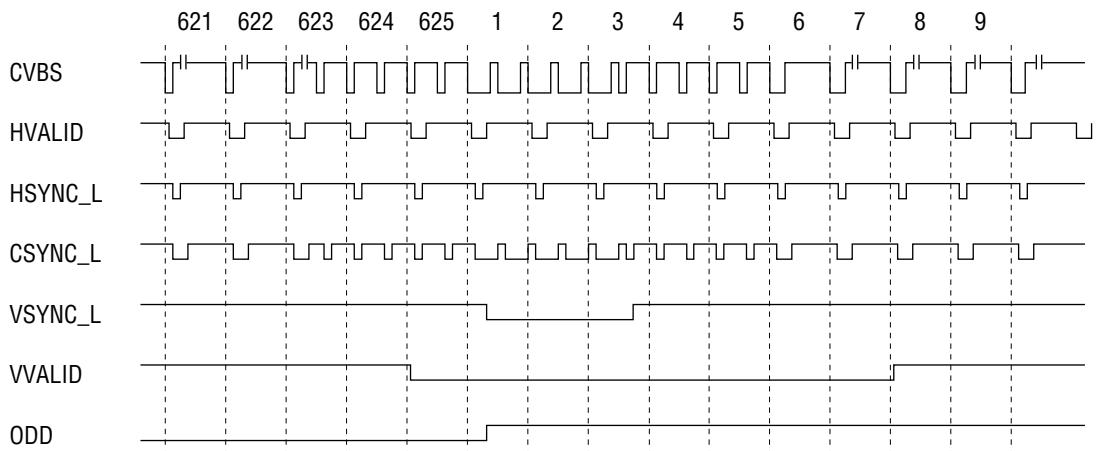 621 622 623 624 625 1 2 3 4 5 6 7 8 9
CVBS
HVALID
HSYNC_L
CSYNC_L
VSYNC_L
VVALID
ODD